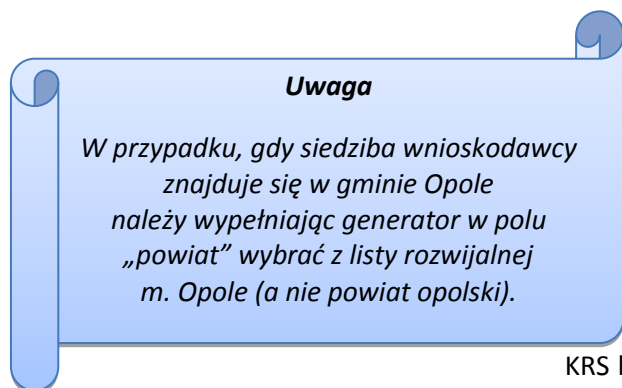 Uwaga
W przypadku, gdy siedziba wnioskodawcy
znajduje się w gminie Opole
należy wypełniając generator w polu
„powiat” wybrać z listy rozwijalnej
m. Opole (a nie powiat opolski).
KRS